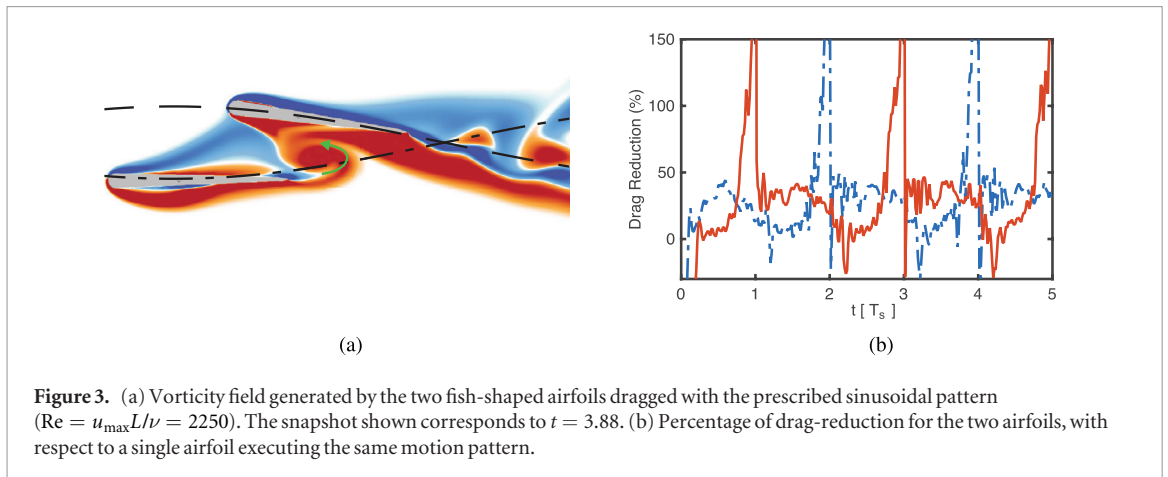 150
100
50
0
Drag Reduction (%)
0 1 2 3 4 5
t [ Tₛ ]
(a) (b)
Figure 3. (a) Vorticity field generated by the two fish-shaped airfoils dragged with the prescribed sinusoidal pattern
(Re = uₘₐₓL/ν = 2250). The snapshot shown corresponds to t = 3.88. (b) Percentage of drag-reduction for the two airfoils, with
respect to a single airfoil executing the same motion pattern.